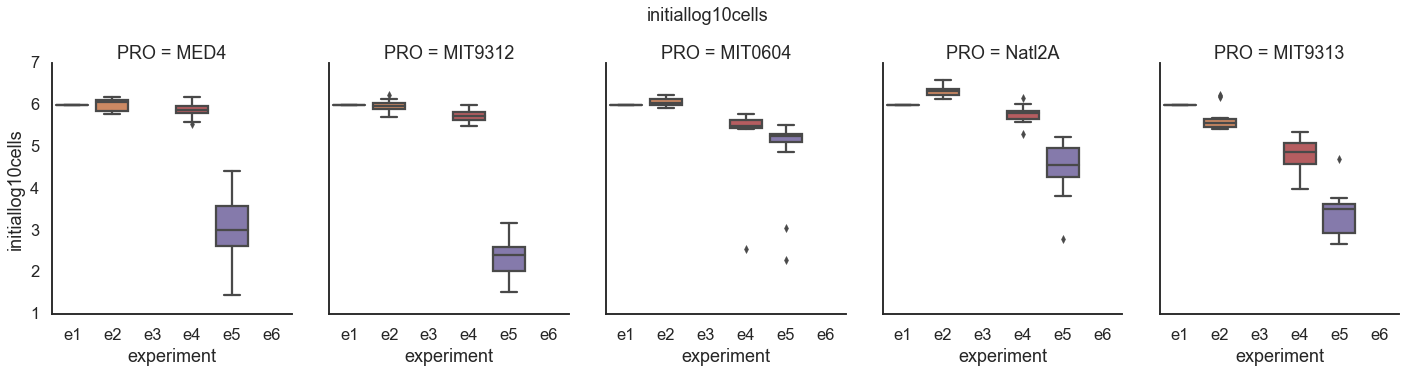 initiallog10cells
PRO = MED4
PRO = MIT9312
PRO = MIT0604
PRO = Natl2A
PRO = MIT9313
initiallog10cells
7
6
5
4
3
2
1
e1 e2 e3 e4 e5 e6
e1 e2 e3 e4 e5 e6
e1 e2 e3 e4 e5 e6
e1 e2 e3 e4 e5 e6
e1 e2 e3 e4 e5 e6
experiment
experiment
experiment
experiment
experiment